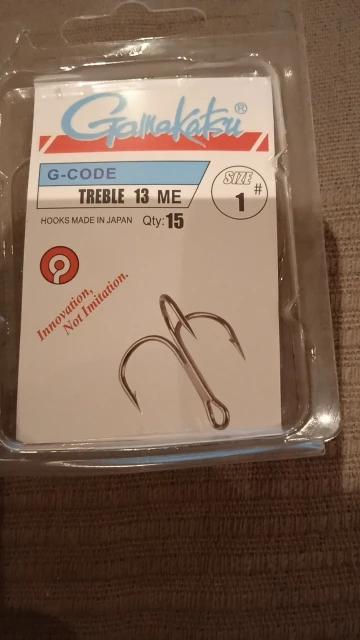 Gamakatsu®
G-CODE
TREBLE 13 ME
SIZE
# 1
HOOKS MADE IN JAPAN Qty: 15
Innovation,
Not Imitation.